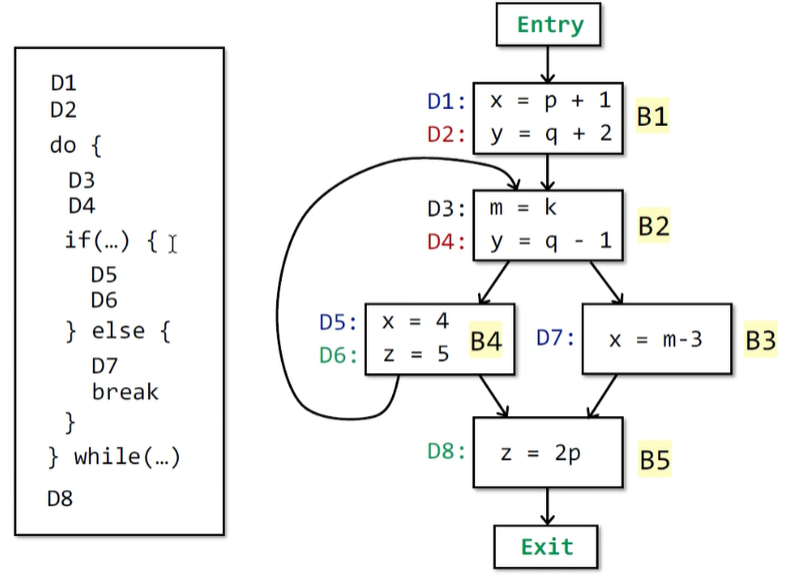 D1
D2
do {
D3
D4
if(…) {
D5
D6
} else {
D7
break
}
} while(…)
D8
Entry
D1: x = p + 1
D2: y = q + 2
B1
D3: m = k
D4: y = q - 1
B2
D5: x = 4
D6: z = 5
B4
D7: x = m-3
B3
D8: z = 2p
B5
Exit